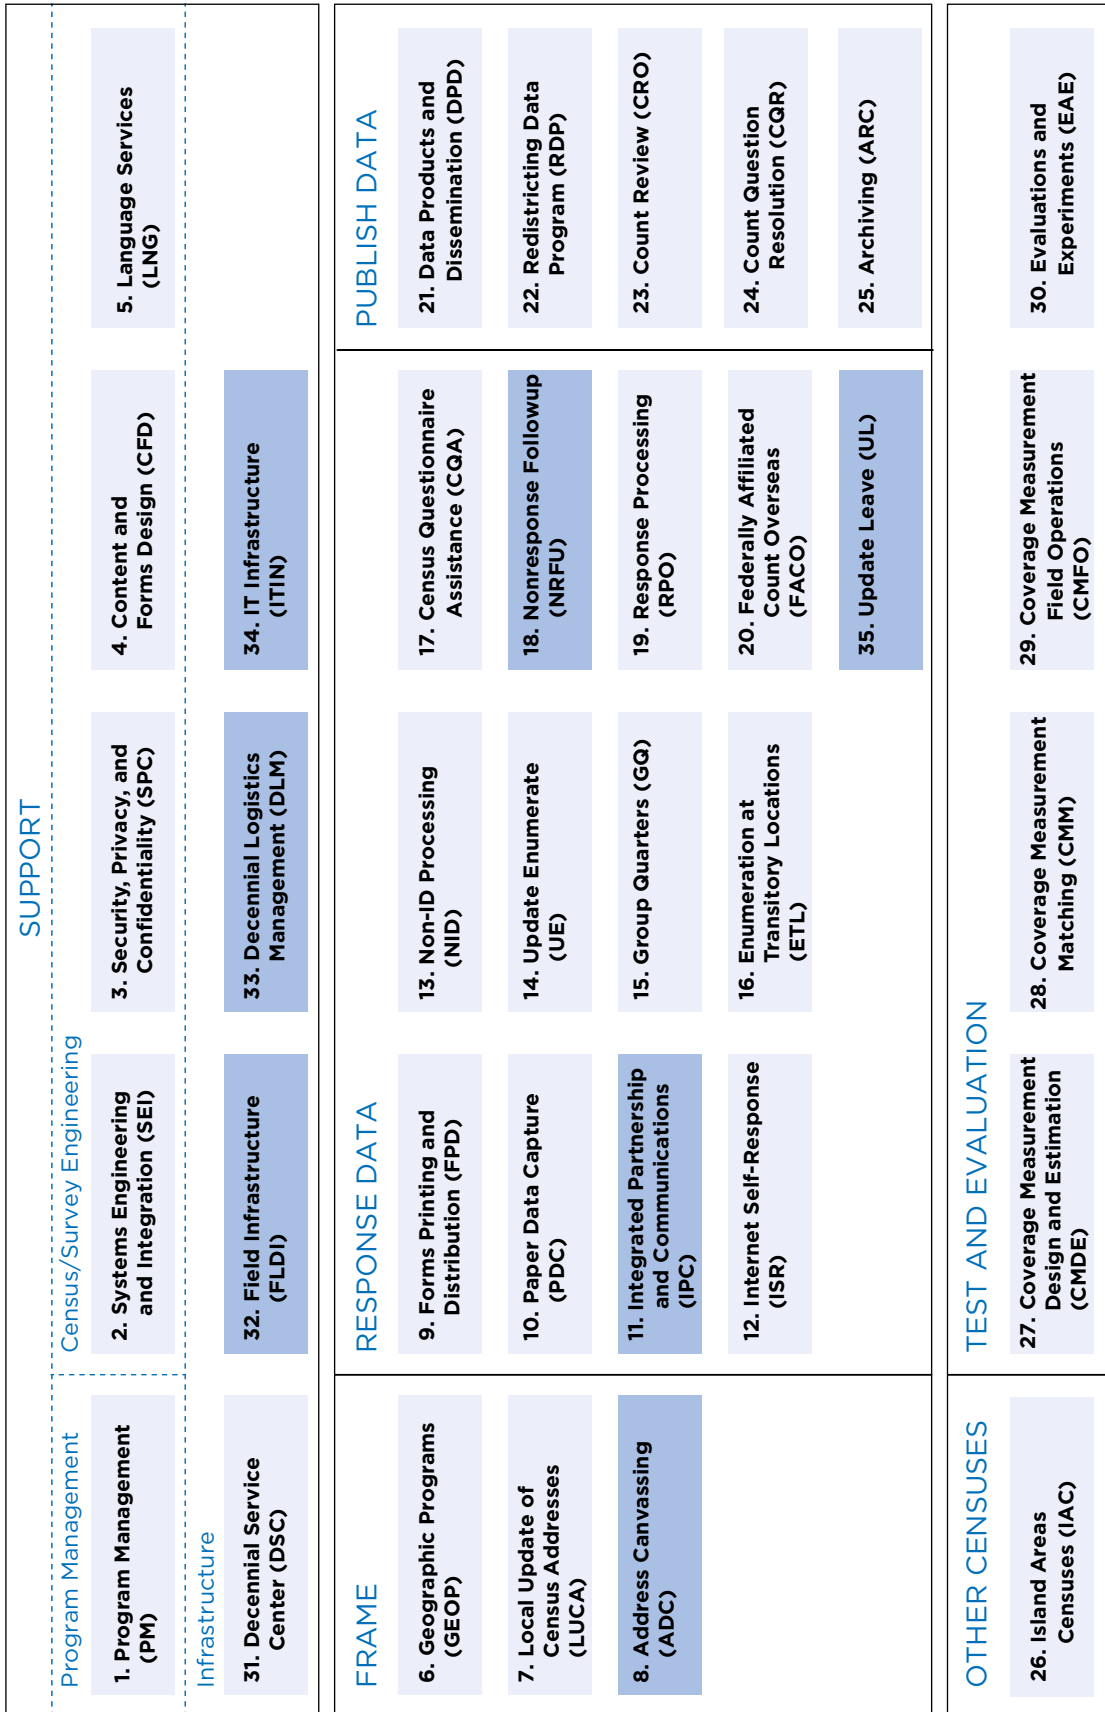 SUPPORT
Program Management
1. Program Management
(PM)
Census/Survey Engineering
2. Systems Engineering
and Integration (SEI)
3. Security, Privacy, and
Confidentiality (SPC)
4. Content and
Forms Design (CFD)
5. Language Services
(LNG)
Infrastructure
31. Decennial Service
Center (DSC)
32. Field Infrastructure
(FLDI)
33. Decennial Logistics
Management (DLM)
34. IT Infrastructure
(ITIN)
FRAME
6. Geographic Programs
(GEOP)
7. Local Update of
Census Addresses
(LUCA)
8. Address Canvassing
(ADC)
RESPONSE DATA
9. Forms Printing and
Distribution (FPD)
10. Paper Data Capture
(PDC)
11. Integrated Partnership
and Communications
(IPC)
12. Internet Self-Response
(ISR)
13. Non-ID Processing
(NID)
14. Update Enumerate
(UE)
15. Group Quarters (GQ)
16. Enumeration at
Transitory Locations
(ETL)
17. Census Questionnaire
Assistance (CQA)
18. Nonresponse Followup
(NRFU)
19. Response Processing
(RPO)
20. Federally Affiliated
Count Overseas
(FACO)
35. Update Leave (UL)
PUBLISH DATA
21. Data Products and
Dissemination (DPD)
22. Redistricting Data
Program (RDP)
23. Count Review (CRO)
24. Count Question
Resolution (CQR)
25. Archiving (ARC)
OTHER CENSUSES
26. Island Areas
Censuses (IAC)
TEST AND EVALUATION
27. Coverage Measurement
Design and Estimation
(CMDE)
28. Coverage Measurement
Matching (CMM)
29. Coverage Measurement
Field Operations
(CMFO)
30. Evaluations and
Experiments (EAE)